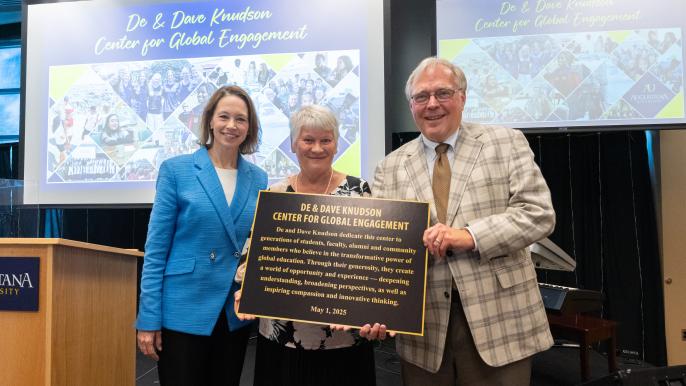 De & Dave Knudson
Center for Global Engagement
De & Dave Knudson
Center for Global Engagement
AU
AUGUSTANA
TANA
SITY
DE & DAVE KNUDSON
CENTER FOR GLOBAL ENGAGEMENT
De and Dave Knudson dedicate this center to
generations of students, faculty, alumni and community
members who believe in the transformative power of
global education. Through their generosity, they create
a world of opportunity and experience — deepening
understanding, broadening perspectives, as well as
inspiring compassion and innovative thinking.
May 1, 2025